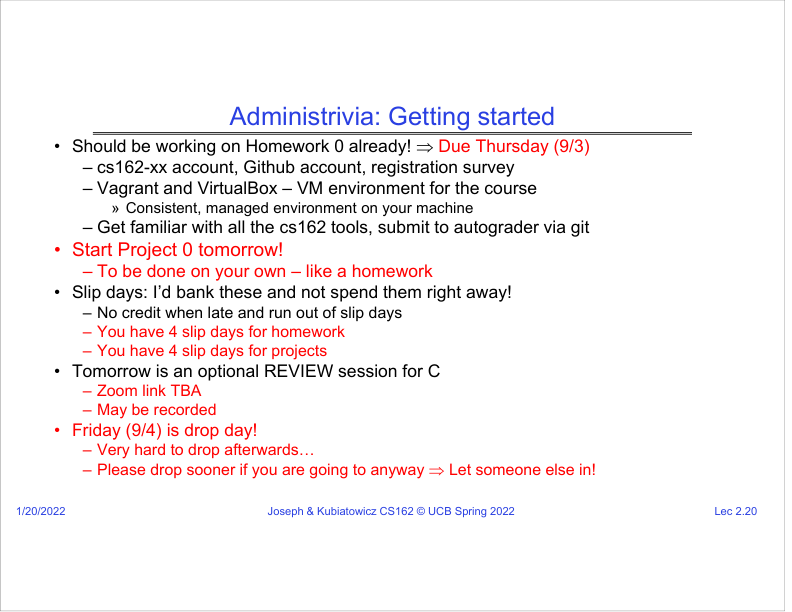 Administrivia: Getting started
• Should be working on Homework 0 already! ⇒ Due Thursday (9/3)
– cs162-xx account, Github account, registration survey
– Vagrant and VirtualBox – VM environment for the course
» Consistent, managed environment on your machine
– Get familiar with all the cs162 tools, submit to autograder via git
• Start Project 0 tomorrow!
– To be done on your own – like a homework
• Slip days: I’d bank these and not spend them right away!
– No credit when late and run out of slip days
– You have 4 slip days for homework
– You have 4 slip days for projects
• Tomorrow is an optional REVIEW session for C
– Zoom link TBA
– May be recorded
• Friday (9/4) is drop day!
– Very hard to drop afterwards…
– Please drop sooner if you are going to anyway ⇒ Let someone else in!
1/20/2022 Joseph & Kubiatowicz CS162 © UCB Spring 2022 Lec 2.20